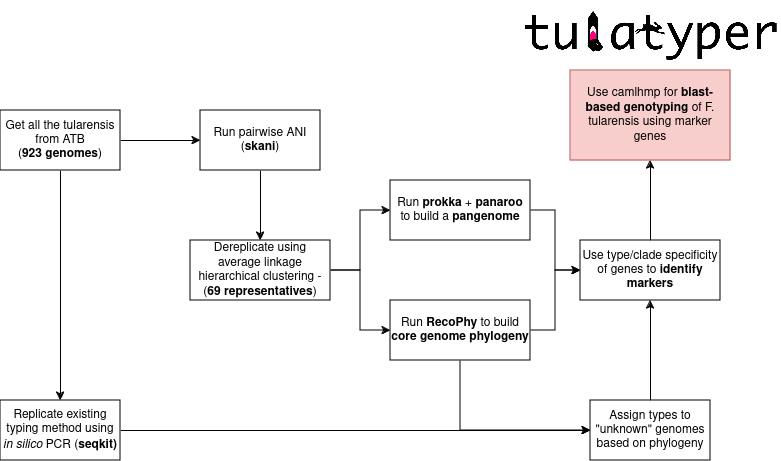 tulatyper
Use camlhmp for blast-
based genotyping of F.
tularensis using marker
genes
Get all the tularensis
from ATB
(923 genomes)
Run pairwise ANI
(skani)
Run prokka + panaroo
to build a pangenome
Dereplicate using
average linkage
hierarchical clustering -
(69 representatives)
Use type/clade specificity
of genes to identify
markers
Run RecoPhy to build
core genome phylogeny
Replicate existing
typing method using
in silico PCR (seqkit)
Assign types to
"unknown" genomes
based on phylogeny